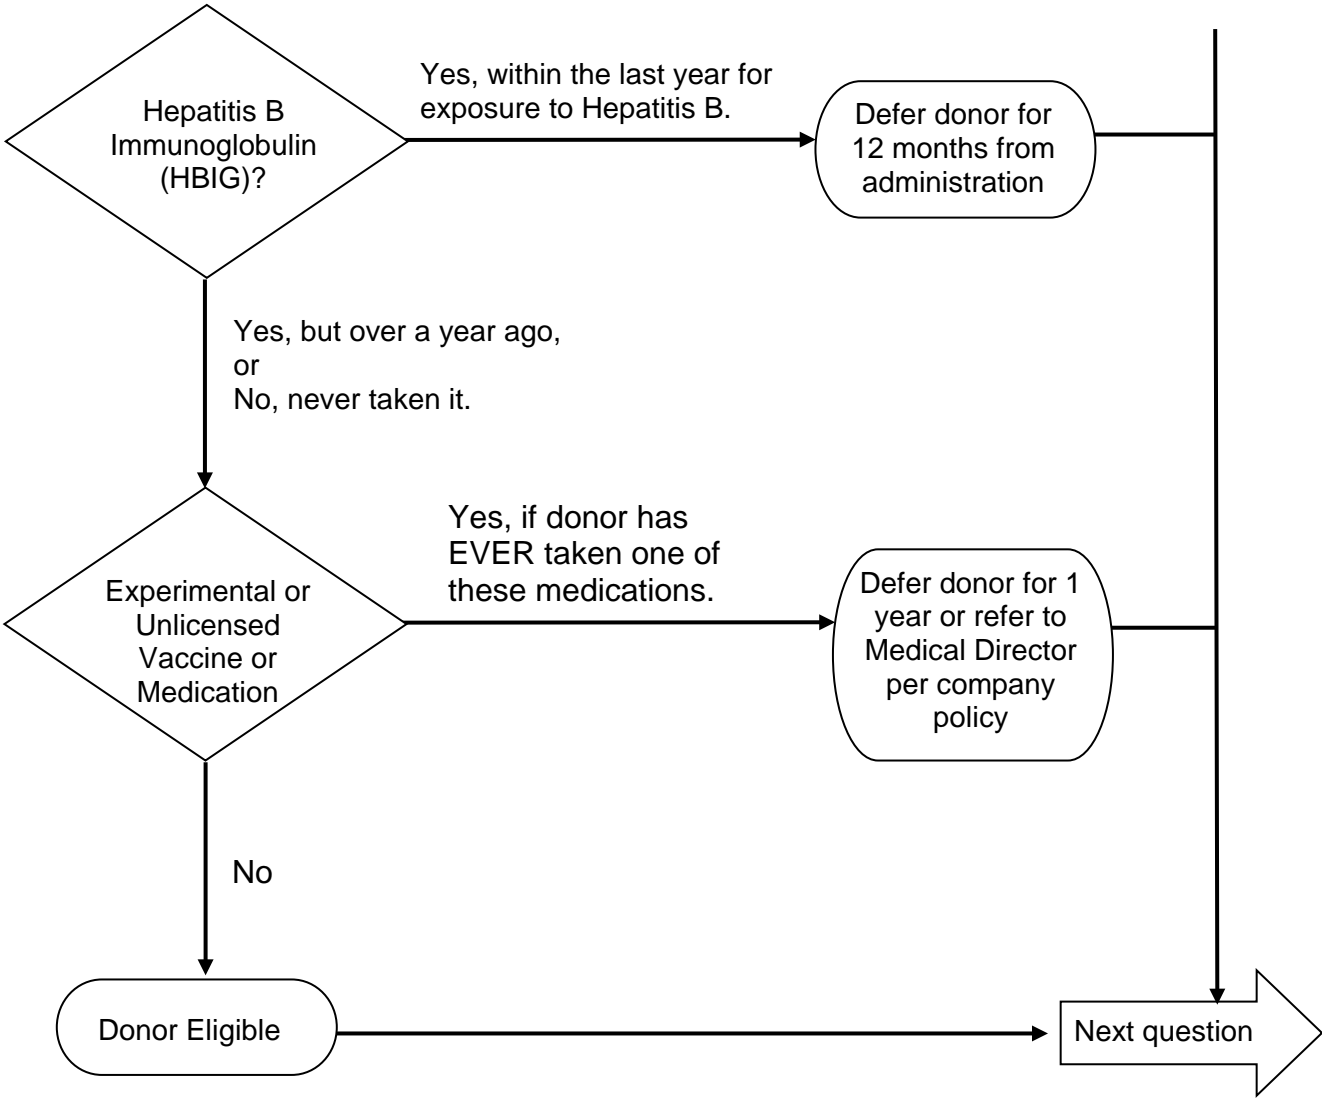 Hepatitis B
Immunoglobulin
(HBIG)?
Yes, within the last year for
exposure to Hepatitis B.
Defer donor for
12 months from
administration
Yes, but over a year ago,
or
No, never taken it.
Experimental or
Unlicensed
Vaccine or
Medication
Yes, if donor has
EVER taken one of
these medications.
Defer donor for 1
year or refer to
Medical Director
per company
policy
No
Donor Eligible
Next question